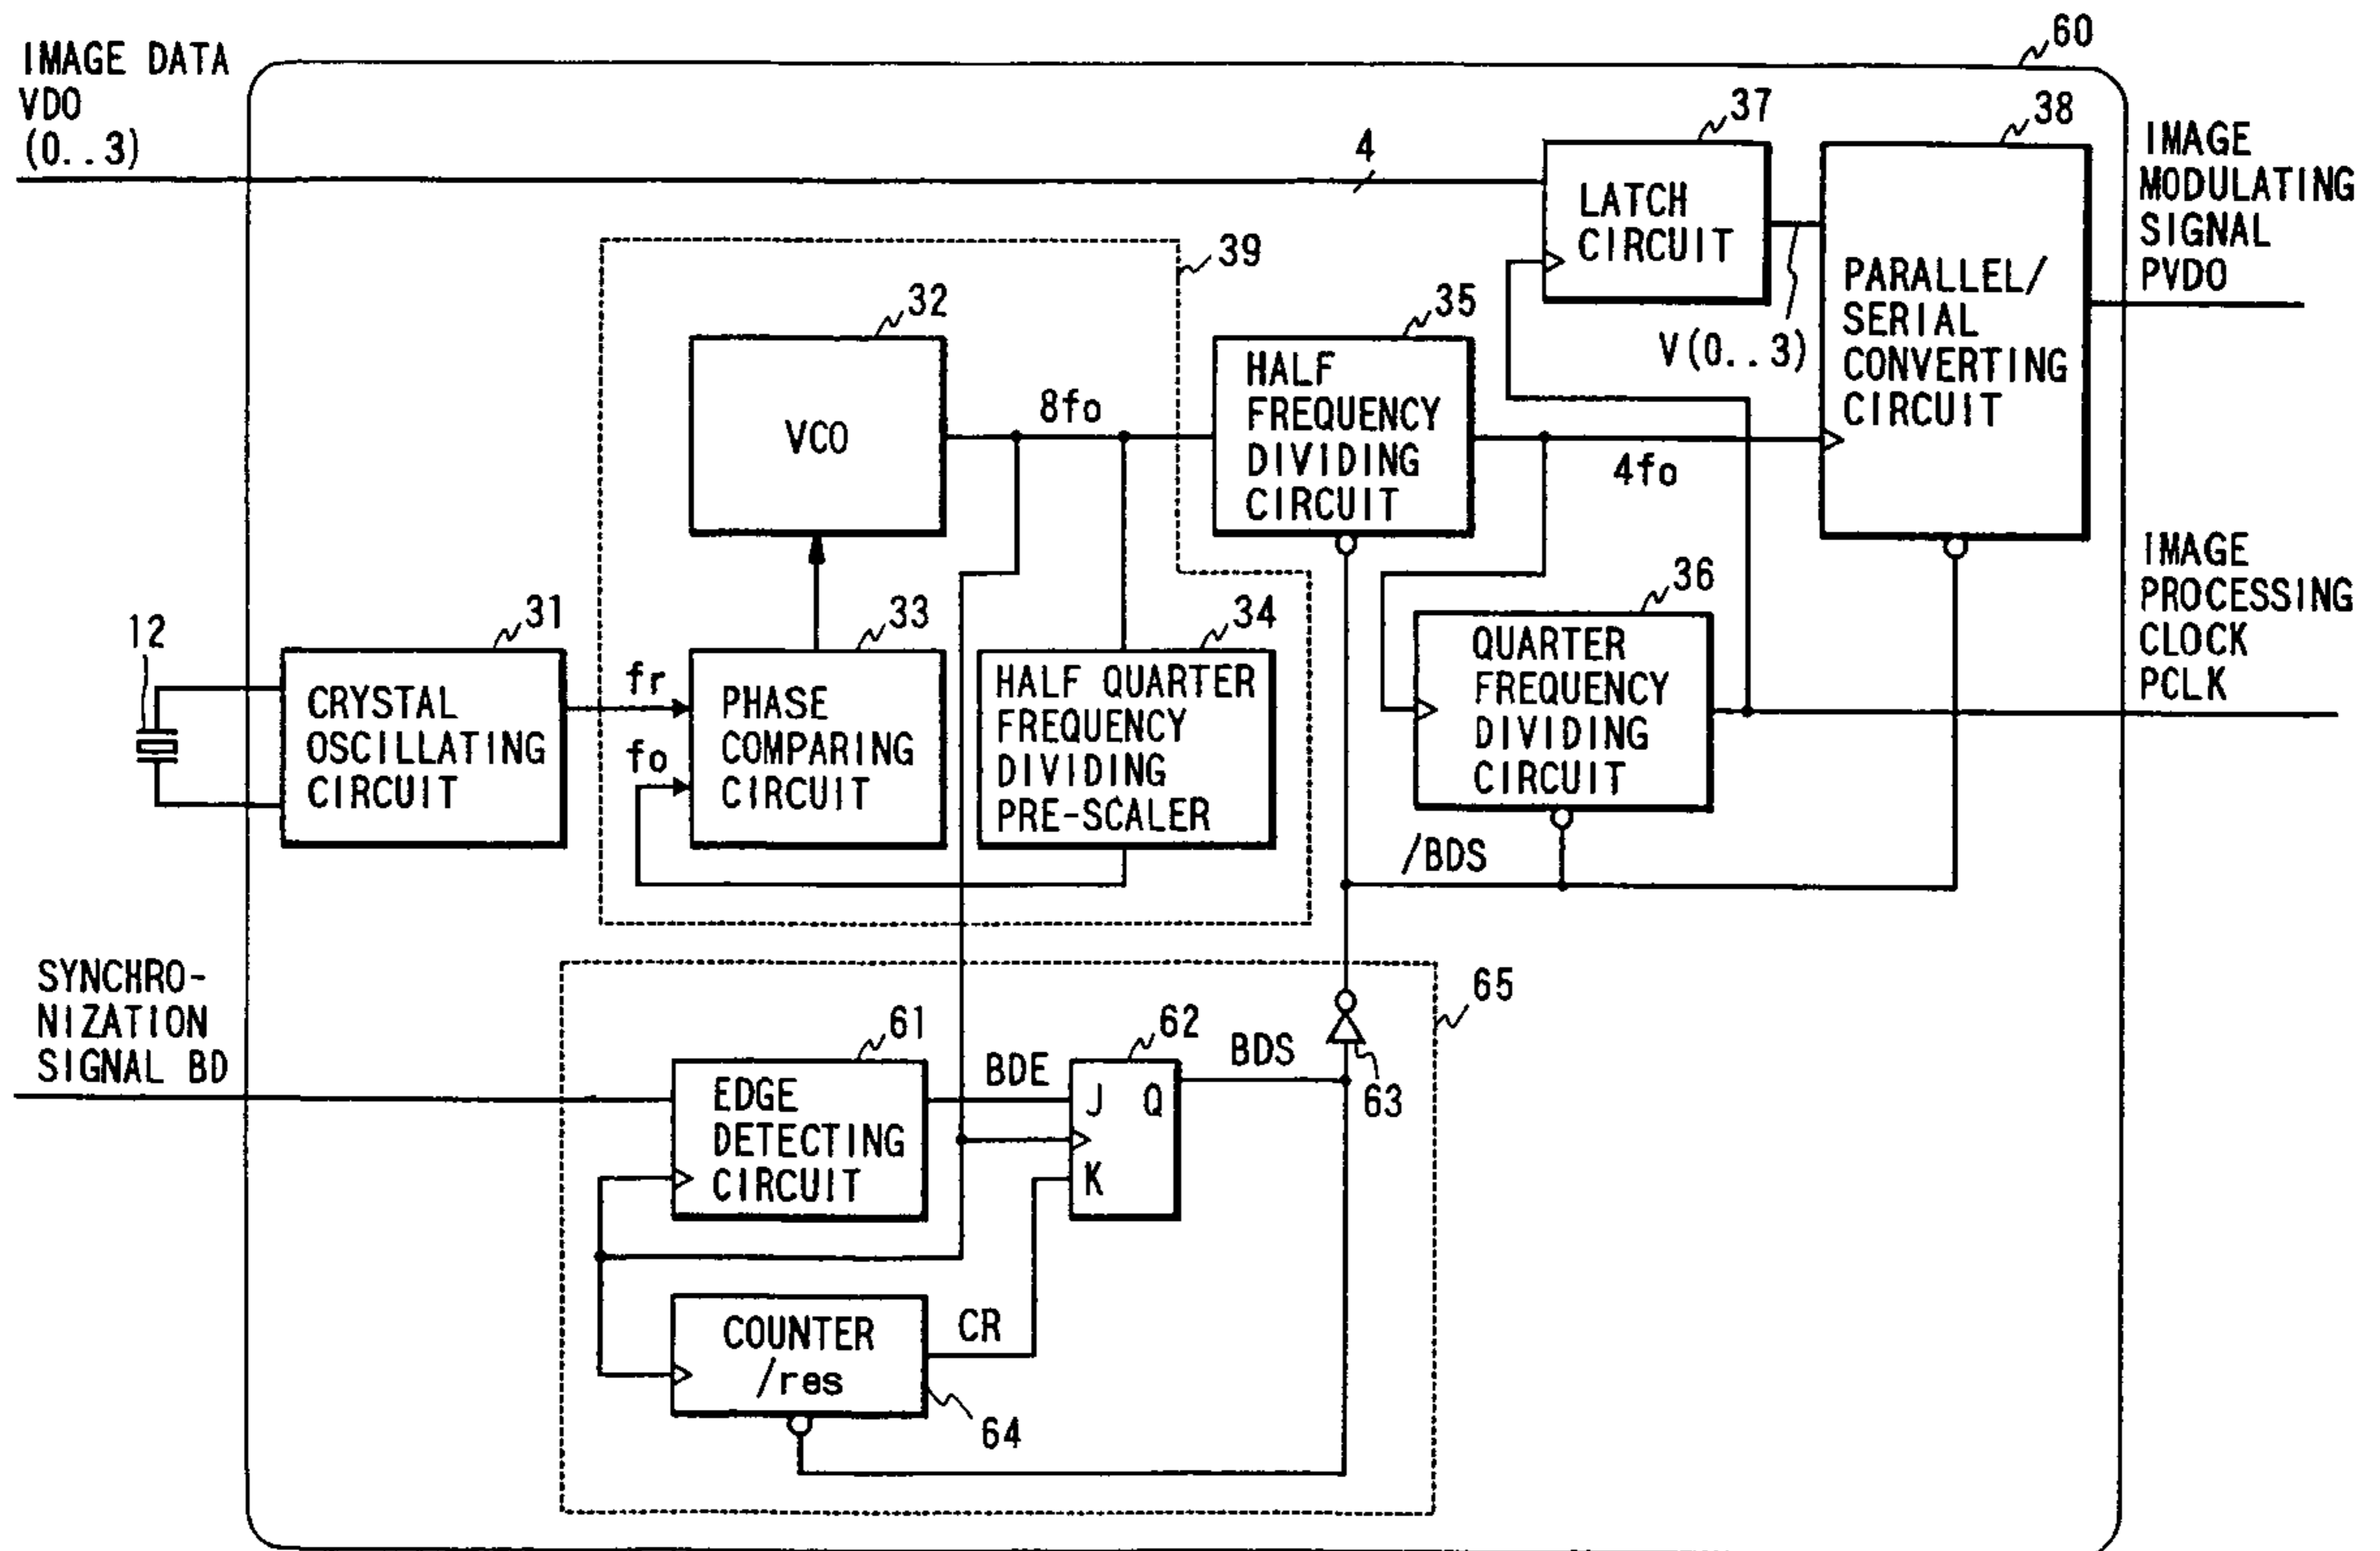 60
IMAGE DATA
VDO
(0..3)
4
37
38
LATCH
CIRCUIT
IMAGE
MODULATING
SIGNAL
PVDO
39
32
35
V(0..3)
PARALLEL/
SERIAL
CONVERTING
CIRCUIT
VCO
8fo
HALF
FREQUENCY
DIVIDING
CIRCUIT
4fo
12
31
33
34
36
IMAGE
PROCESSING
CLOCK
PCLK
CRYSTAL
OSCILLATING
CIRCUIT
fr
fo
PHASE
COMPARING
CIRCUIT
HALF QUARTER
FREQUENCY
DIVIDING
PRE-SCALER
QUARTER
FREQUENCY
DIVIDING
CIRCUIT
/BDS
SYNCHRO-
NIZATION
SIGNAL BD
65
61
62
63
EDGE
DETECTING
CIRCUIT
BDE
J Q
K
BDS
COUNTER
/res
CR
64